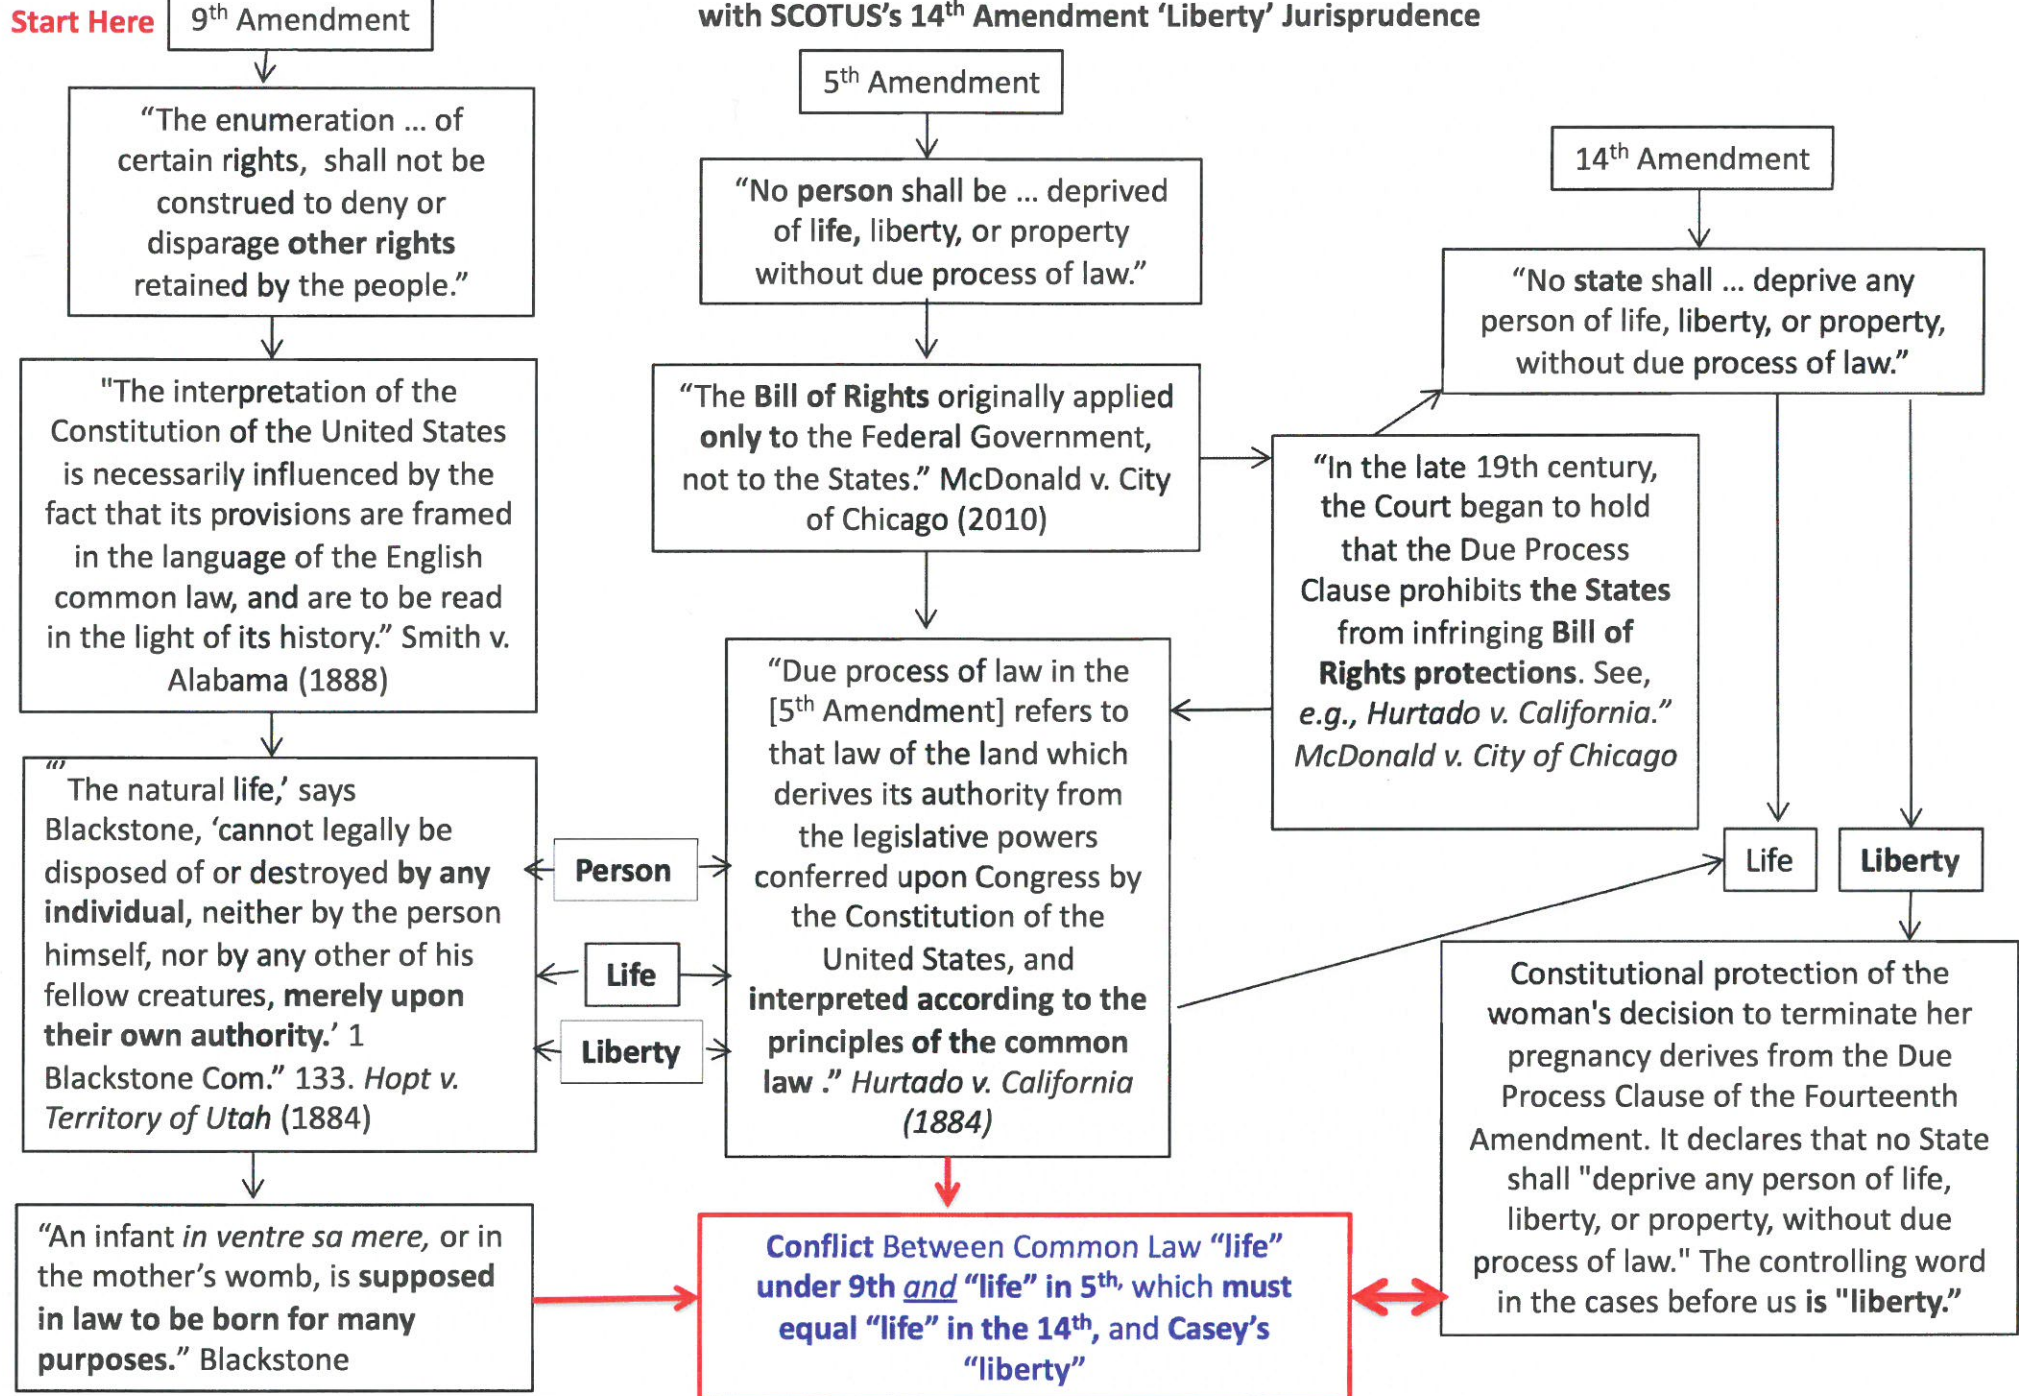 with SCOTUS's 14th Amendment ‘Liberty’ Jurisprudence
Start Here
9th Amendment
“The enumeration ... of
certain rights, shall not be
construed to deny or
disparage other rights
retained by the people.”
"The interpretation of the
Constitution of the United States
is necessarily influenced by the
fact that its provisions are framed
in the language of the English
common law, and are to be read
in the light of its history.” Smith v.
Alabama (1888)
“‘
The natural life,’ says
Blackstone, ‘cannot legally be
disposed of or destroyed by any
individual, neither by the person
himself, nor by any other of his
fellow creatures, merely upon
their own authority.’ 1
Blackstone Com.” 133. Hopt v.
Territory of Utah (1884)
“An infant in ventre sa mere, or in
the mother’s womb, is supposed
in law to be born for many
purposes.” Blackstone
Person
Life
Liberty
5th Amendment
“No person shall be ... deprived
of life, liberty, or property
without due process of law.”
“The Bill of Rights originally applied
only to the Federal Government,
not to the States.” McDonald v. City
of Chicago (2010)
“Due process of law in the
[5th Amendment] refers to
that law of the land which
derives its authority from
the legislative powers
conferred upon Congress by
the Constitution of the
United States, and
interpreted according to the
principles of the common
law .” Hurtado v. California
(1884)
Conflict Between Common Law “life”
under 9th and “life” in 5th, which must
equal “life” in the 14th, and Casey’s
“liberty”
“In the late 19th century,
the Court began to hold
that the Due Process
Clause prohibits the States
from infringing Bill of
Rights protections. See,
e.g., Hurtado v. California.”
McDonald v. City of Chicago
14th Amendment
“No state shall ... deprive any
person of life, liberty, or property,
without due process of law.”
Life
Liberty
Constitutional protection of the
woman's decision to terminate her
pregnancy derives from the Due
Process Clause of the Fourteenth
Amendment. It declares that no State
shall "deprive any person of life,
liberty, or property, without due
process of law." The controlling word
in the cases before us is "liberty.”